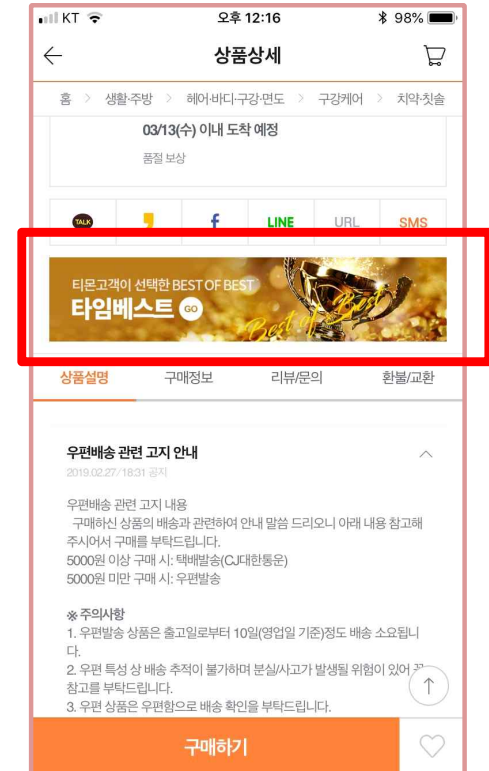 KT 오후 12:16 98%
상품상세
홈 > 생활·주방 > 헤어·바디·구강·면도 > 구강케어 > 치약·칫솔
03/13(수) 이내 도착 예정
품절 보상
TALK f LINE URL SMS
티몬고객이 선택한 BEST OF BEST
타임베스트 GO
Best of Best
상품설명 구매정보 리뷰/문의 환불/교환
우편배송 관련 고지 안내
2019.02.27/18:31 공지
우편배송 관련 고지 내용
구매하신 상품의 배송과 관련하여 안내 말씀 드리오니 아래 내용 참고해
주시어서 구매를 부탁드립니다.
5000원 이상 구매 시: 택배발송(CJ대한통운)
5000원 미만 구매 시: 우편발송
※ 주의사항
1. 우편발송 상품은 출고일로부터 10일(영업일 기준)정도 배송 소요됩니
다.
2. 우편 특성 상 배송 추적이 불가하며 분실/사고가 발생될 위험이 있어
참고를 부탁드립니다.
3. 우편 상품은 우편함으로 배송 확인을 부탁드립니다.
구매하기